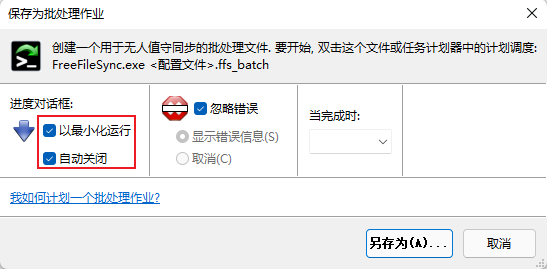 保存为批处理作业
创建一个用于无人值守同步的批处理文件. 要开始, 双击这个文件或任务计划器中的计划调度:
FreeFileSync.exe <配置文件>.ffs_batch
进度对话框:
以最小化运行
自动关闭
忽略错误
显示错误信息(S)
取消(C)
当完成时:
我如何计划一个批处理作业?
另存为(A)...
取消